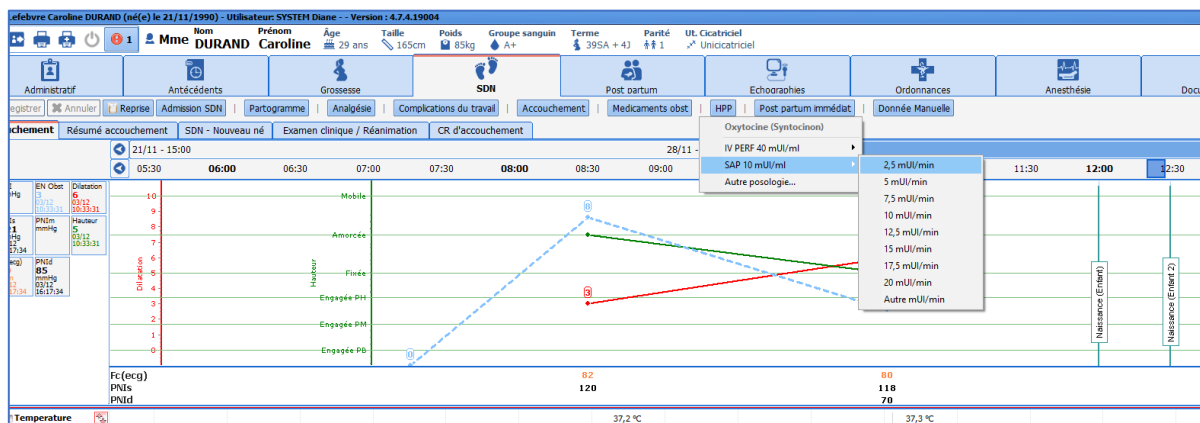 Lefebvre Caroline DURAND (né(e) le 21/11/1990) - Utilisateur: SYSTEM Diane - - Version : 4.7.4.19004
1 Mme Nom DURAND Prénom Caroline Âge 29 ans Taille 165cm Poids 85kg Groupe sanguin A+ Terme 39SA + 4J Parité 1 Ut. Cicatriciel Unicicatriciel
Administratif Antécédents Grossesse SDN Post partum Echographies Ordonnances Anesthésie Docu
egistrer Annuler Reprise Admission SDN | Partogramme | Analgésie | Complications du travail | Accouchement | Medicaments obst | HPP | Post partum immédiat | Donnée Manuelle
uchement Résumé accouchement SDN - Nouveau né Examen clinique / Réanimation CR d'accouchement
Oxytocine (Syntocinon)
IV PERF 40 mUI/ml
SAP 10 mUI/ml
Autre posologie...
2,5 mUI/min
5 mUI/min
7,5 mUI/min
10 mUI/min
12,5 mUI/min
15 mUI/min
17,5 mUI/min
20 mUI/min
Autre mUI/min
21/11 - 15:00 28/11 -
05:30 06:00 06:30 07:00 07:30 08:00 08:30 09:00 11:30 12:00 12:30
EN Obst
3
03/12
10:33:31
Dilatation
6
03/12
10:33:31
PNIm
mmHg
Hauteur
5
03/12
10:33:31
PNId
85
mmHg
03/12
16:17:34
10
9
8
7
6
5
4
3
2
1
0
Dilatation
Hauteur
Mobile
Amorcée
Fixée
Engagée PH
Engagée PM
Engagée PB
0
0
3
Naissance (Enfant)
Naissance (Enfant 2)
Fc(ecg) 82 80
PNIs 120 118
PNId 70
Temperature 37,2 °C 37,3 °C